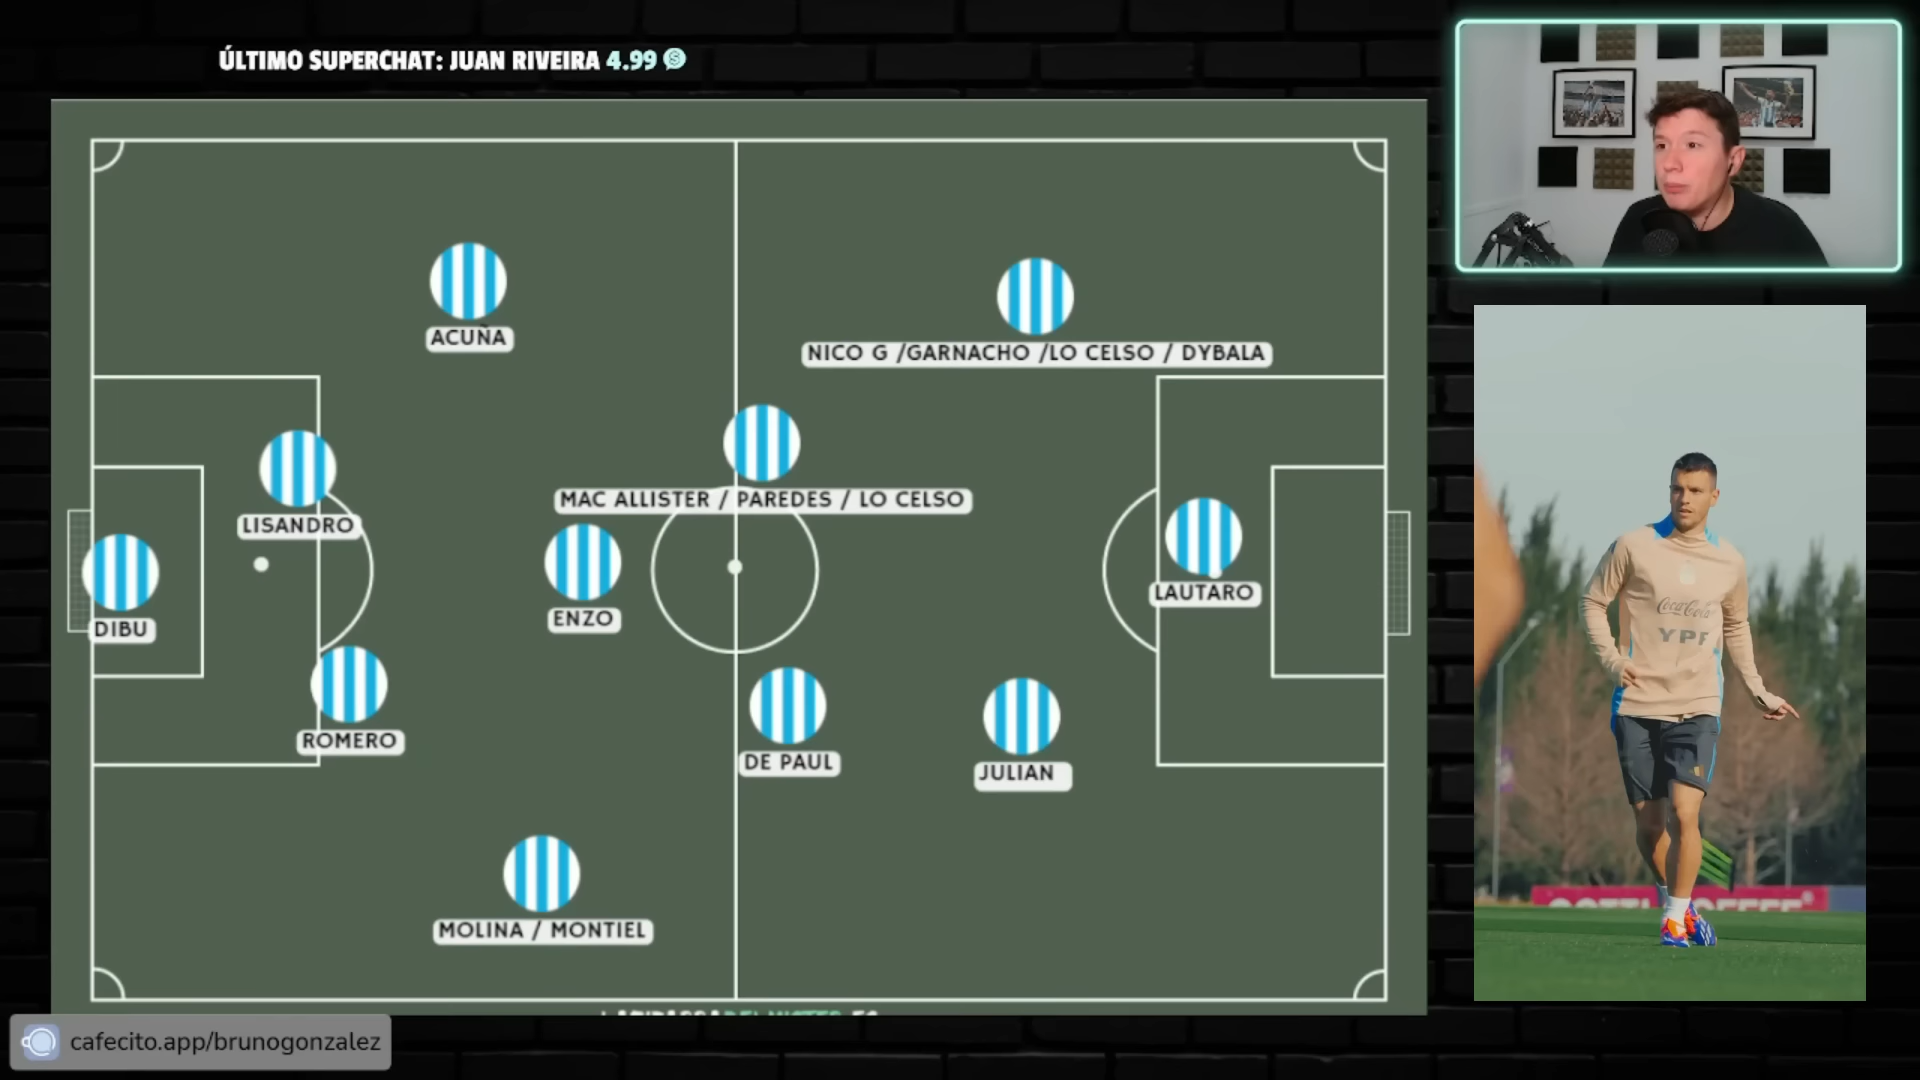 ÚLTIMO SUPERCHAT: JUAN RIVEIRA 4.99
ACUÑA
NICO G /GARNACHO /LO CELSO / DYBALA
MAC ALLISTER / PAREDES / LO CELSO
LISANDRO
LAUTARO
ENZO
DIBU
ROMERO
DE PAUL
JULIAN
MOLINA / MONTIEL
Coca-Cola
YPF
cafecito.app/brunogonzalez